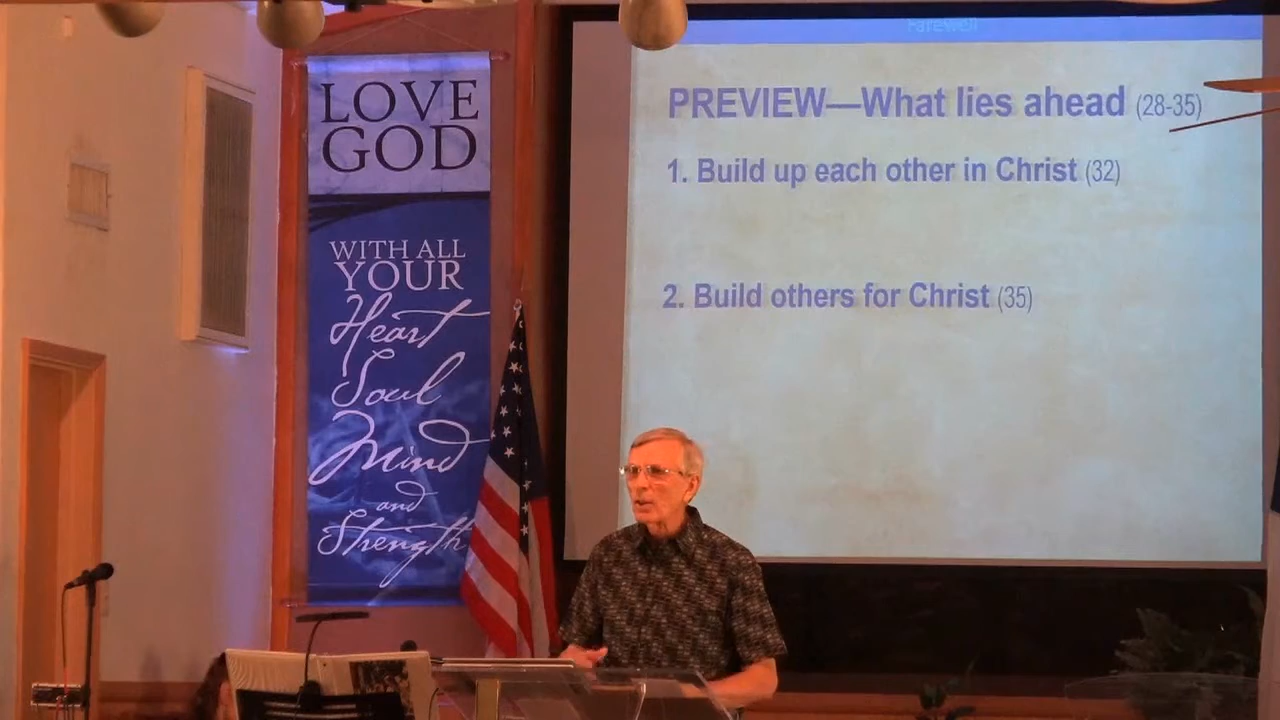 LOVE
GOD
WITH ALL
YOUR
Heart
Soul
Mind
and
Strength
Farewell
PREVIEW—What lies ahead (28-35)
1. Build up each other in Christ (32)
2. Build others for Christ (35)